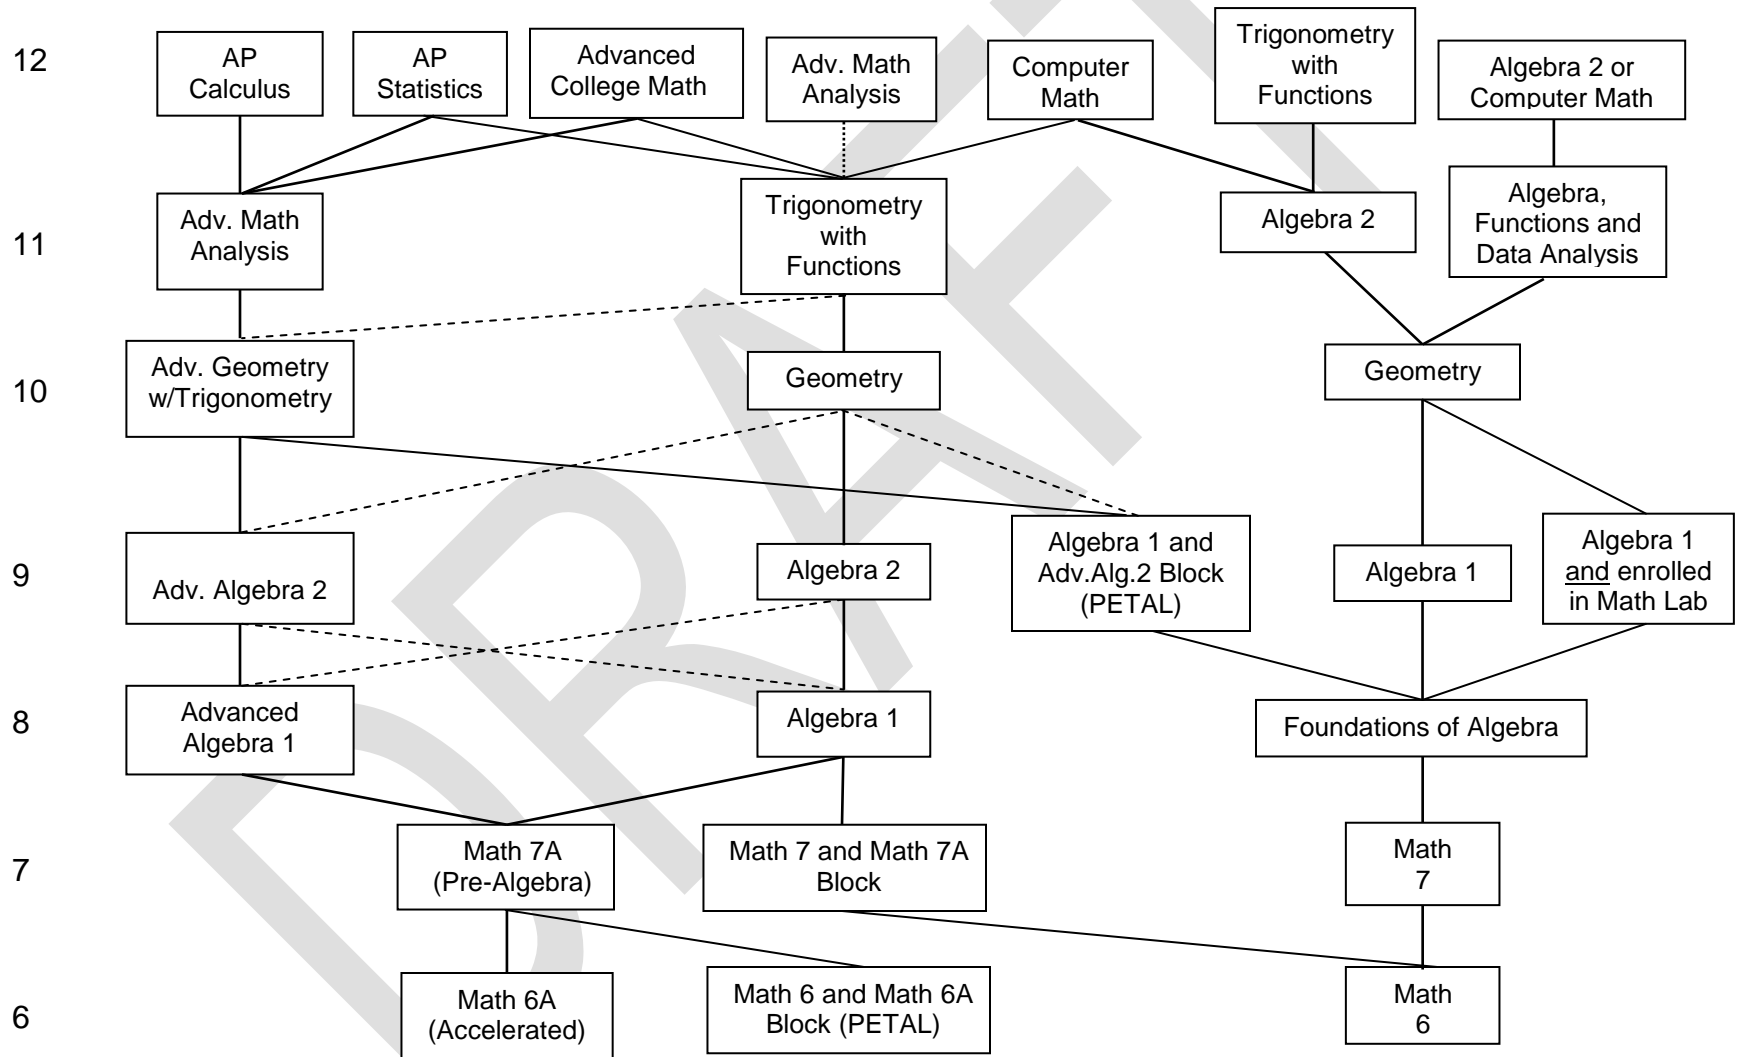 12
AP
Calculus
AP
Statistics
Advanced
College Math
Adv. Math
Analysis
Computer
Math
Trigonometry
with
Functions
Algebra 2 or
Computer Math
11
Adv. Math
Analysis
Trigonometry
with
Functions
Algebra 2
Algebra,
Functions and
Data Analysis
10
Adv. Geometry
w/Trigonometry
Geometry
Geometry
9
Adv. Algebra 2
Algebra 2
Algebra 1 and
Adv.Alg.2 Block
(PETAL)
Algebra 1
Algebra 1
and enrolled
in Math Lab
8
Advanced
Algebra 1
Algebra 1
Foundations of Algebra
7
Math 7A
(Pre-Algebra)
Math 7 and Math 7A
Block
Math
7
6
Math 6A
(Accelerated)
Math 6 and Math 6A
Block (PETAL)
Math
6
DRAFT